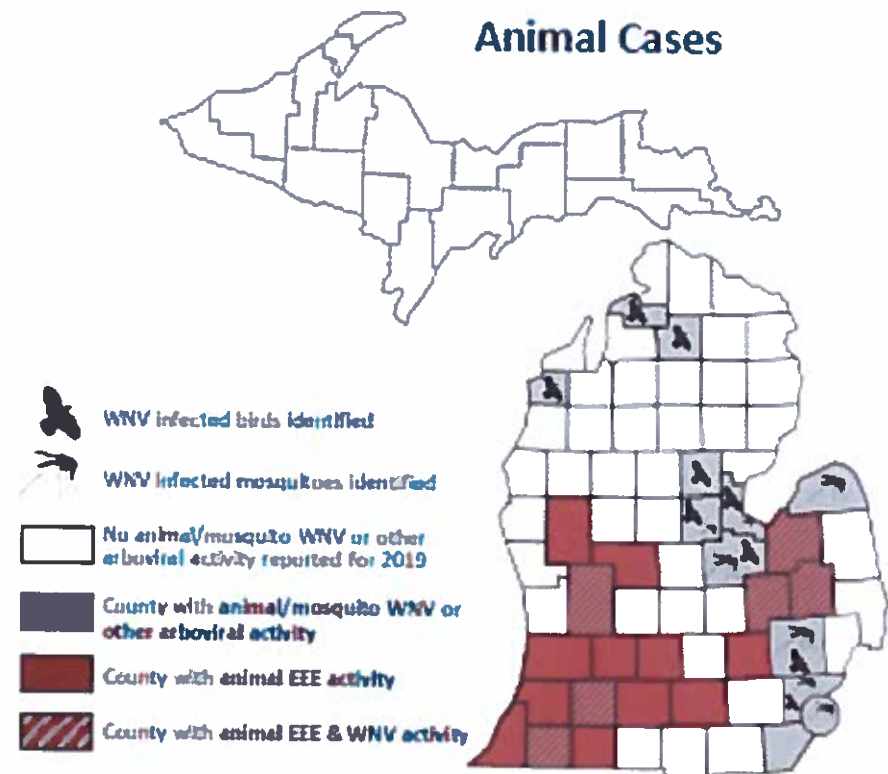 Animal Cases
WNV infected birds identified
WNV infected mosquitoes identified
No animal/mosquito WNV or other
arboviral activity reported for 2019
County with animal/mosquito WNV or
other arboviral activity
County with animal EEE activity
County with animal EEE & WNV activity